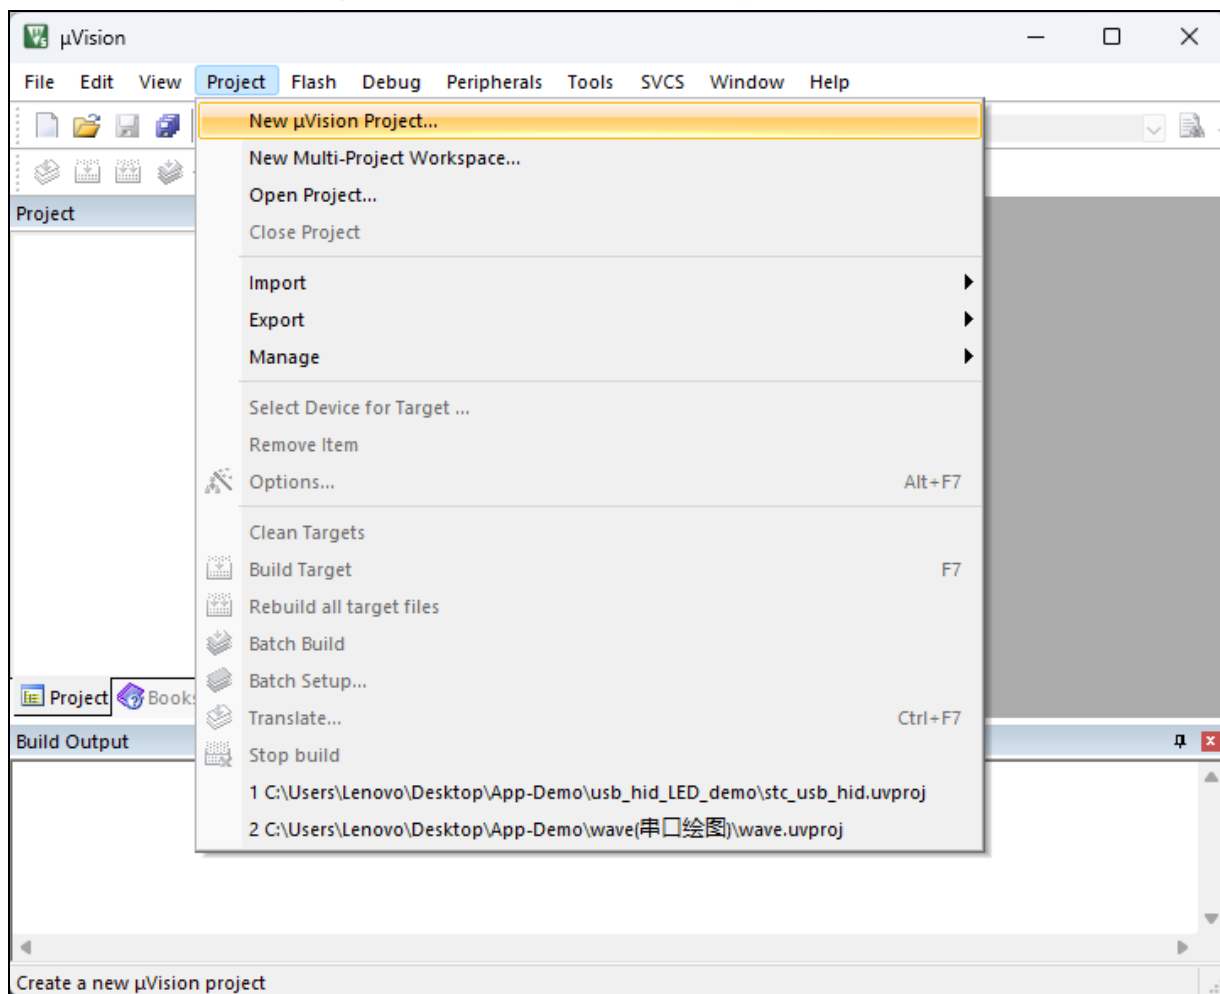 µVision
File Edit View Project Flash Debug Peripherals Tools SVCS Window Help
New µVision Project...
New Multi-Project Workspace...
Open Project...
Project
Close Project
Import
Export
Manage
Select Device for Target ...
Remove Item
Options... Alt+F7
Clean Targets
Build Target F7
Rebuild all target files
Batch Build
Batch Setup...
Project Books
Translate... Ctrl+F7
Build Output
Stop build
1 C:\Users\Lenovo\Desktop\App-Demo\usb_hid_LED_demo\stc_usb_hid.uvproj
2 C:\Users\Lenovo\Desktop\App-Demo\wave(串口绘图)\wave.uvproj
Create a new µVision project